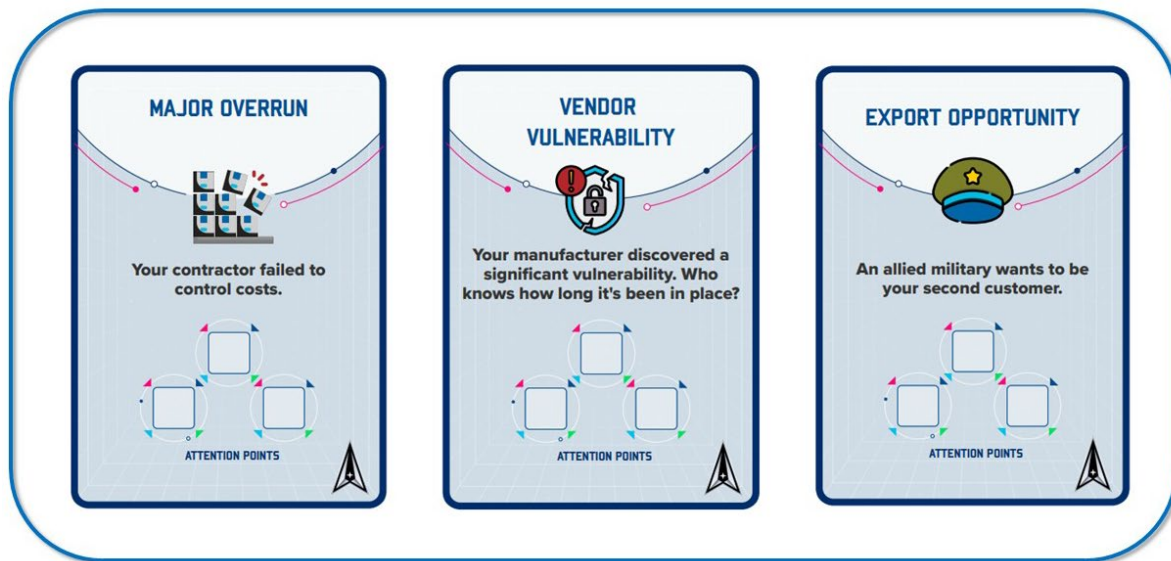 MAJOR OVERRUN
Your contractor failed to
control costs.
ATTENTION POINTS
VENDOR
VULNERABILITY
!
Your manufacturer discovered a
significant vulnerability. Who
knows how long it's been in place?
ATTENTION POINTS
EXPORT OPPORTUNITY
An allied military wants to be
your second customer.
ATTENTION POINTS